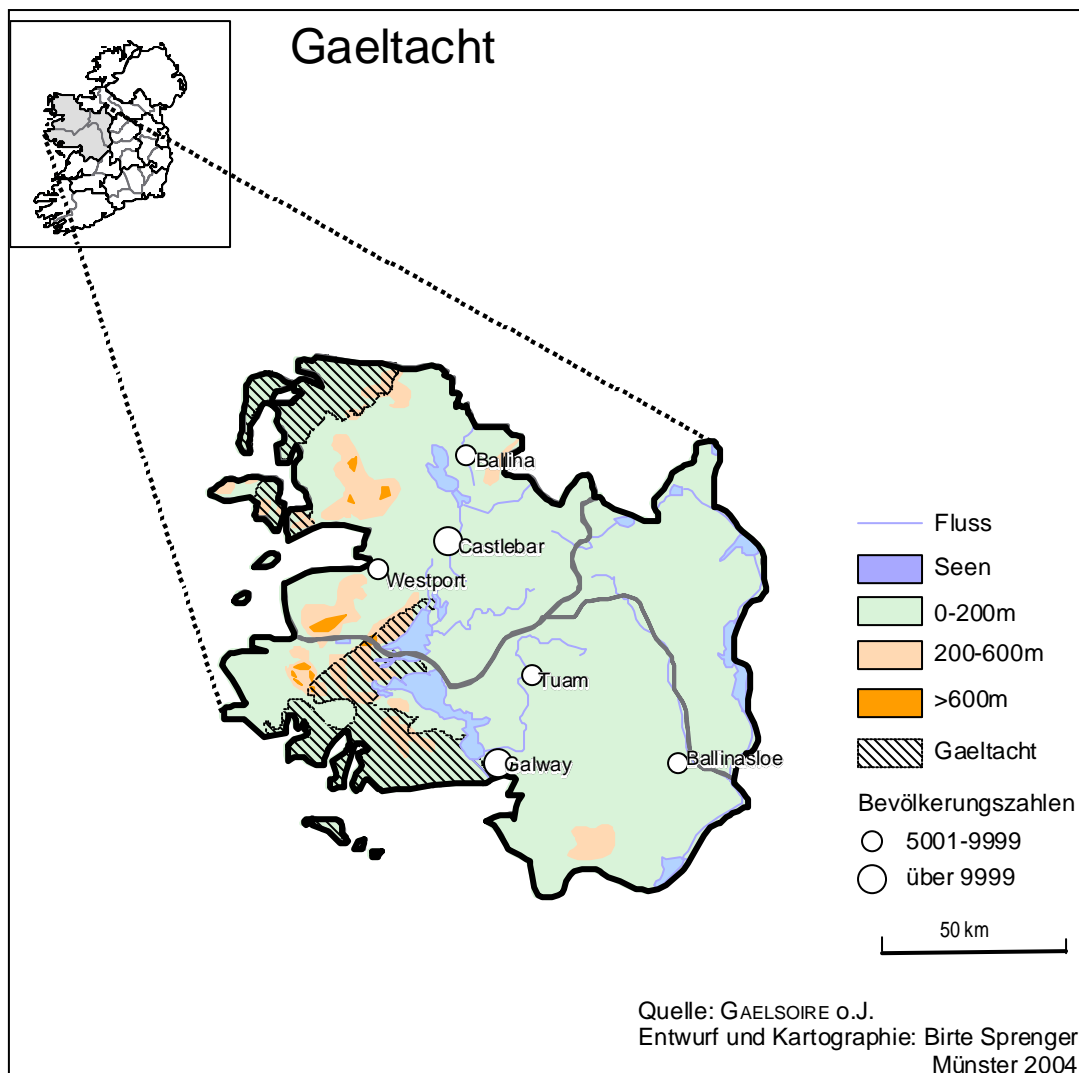 Gaeltacht
Balliha
Castlebar
Westport
Tuam
Galway
Ballinasloe
Fluss
Seen
0-200m
200-600m
>600m
Gaeltacht
Bevölkerungszahlen
5001-9999
über 9999
50 km
Quelle: GAELSOIRE o.J.
Entwurf und Kartographie: Birte Sprenger
Münster 2004